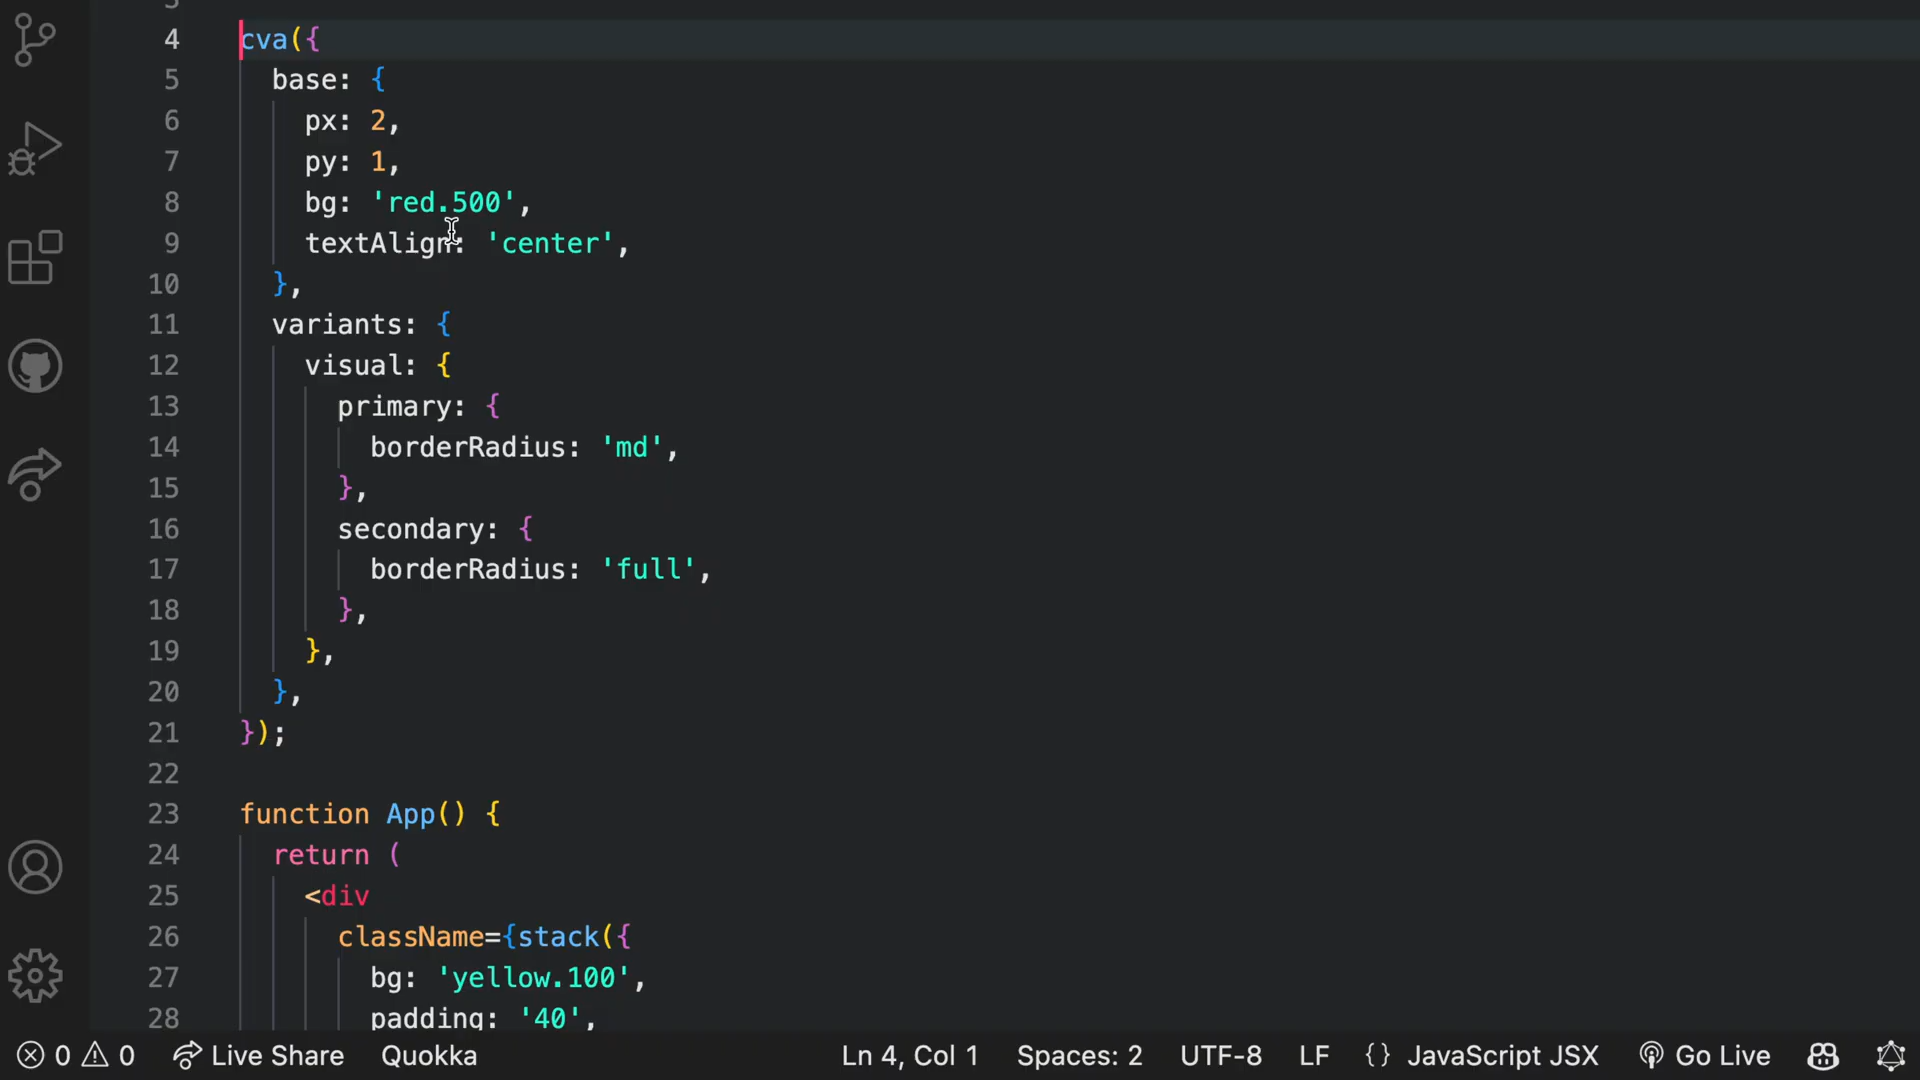 3
4 cva({
5 base: {
6 px: 2,
7 py: 1,
8 bg: 'red.500',
9 textAlign: 'center',
10 },
11 variants: {
12 visual: {
13 primary: {
14 borderRadius: 'md',
15 },
16 secondary: {
17 borderRadius: 'full',
18 },
19 },
20 },
21 });
22
23 function App() {
24 return (
25 <div
26 className={stack({
27 bg: 'yellow.100',
28 padding: '40',
0 0 Live Share Quokka Ln 4, Col 1 Spaces: 2 UTF-8 LF {} JavaScript JSX Go Live